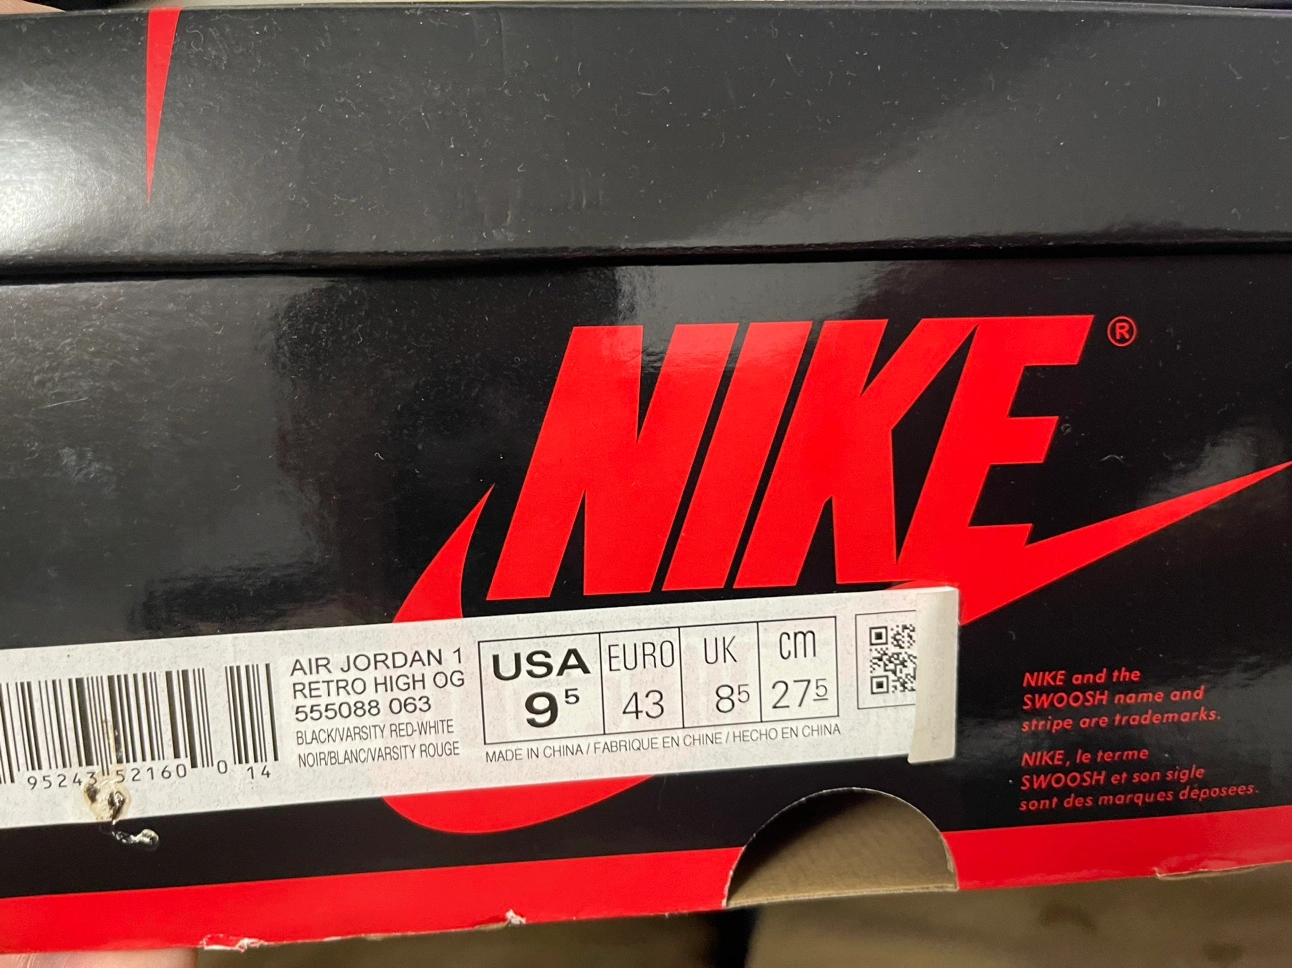 NIKE®
AIR JORDAN 1
RETRO HIGH OG
555088 063
BLACK/VARSITY RED-WHITE
NOIR/BLANC/VARSITY ROUGE
USA
9⁵
EURO
43
UK
8⁵
cm
27⁵
MADE IN CHINA / FABRIQUE EN CHINE / HECHO EN CHINA
95243 52160 0 14
NIKE and the
SWOOSH name and
stripe are trademarks.
NIKE, le terme
SWOOSH et son sigle
sont des marques déposees.